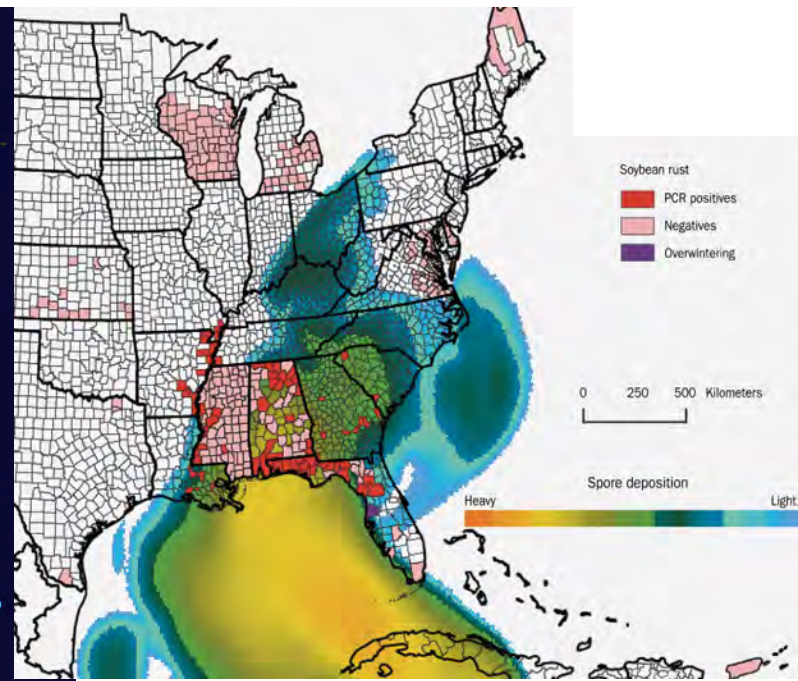 Soybean rust
PCR positives
Negatives
Overwintering
0 250 500 Kilometers
Spore deposition
Heavy Light